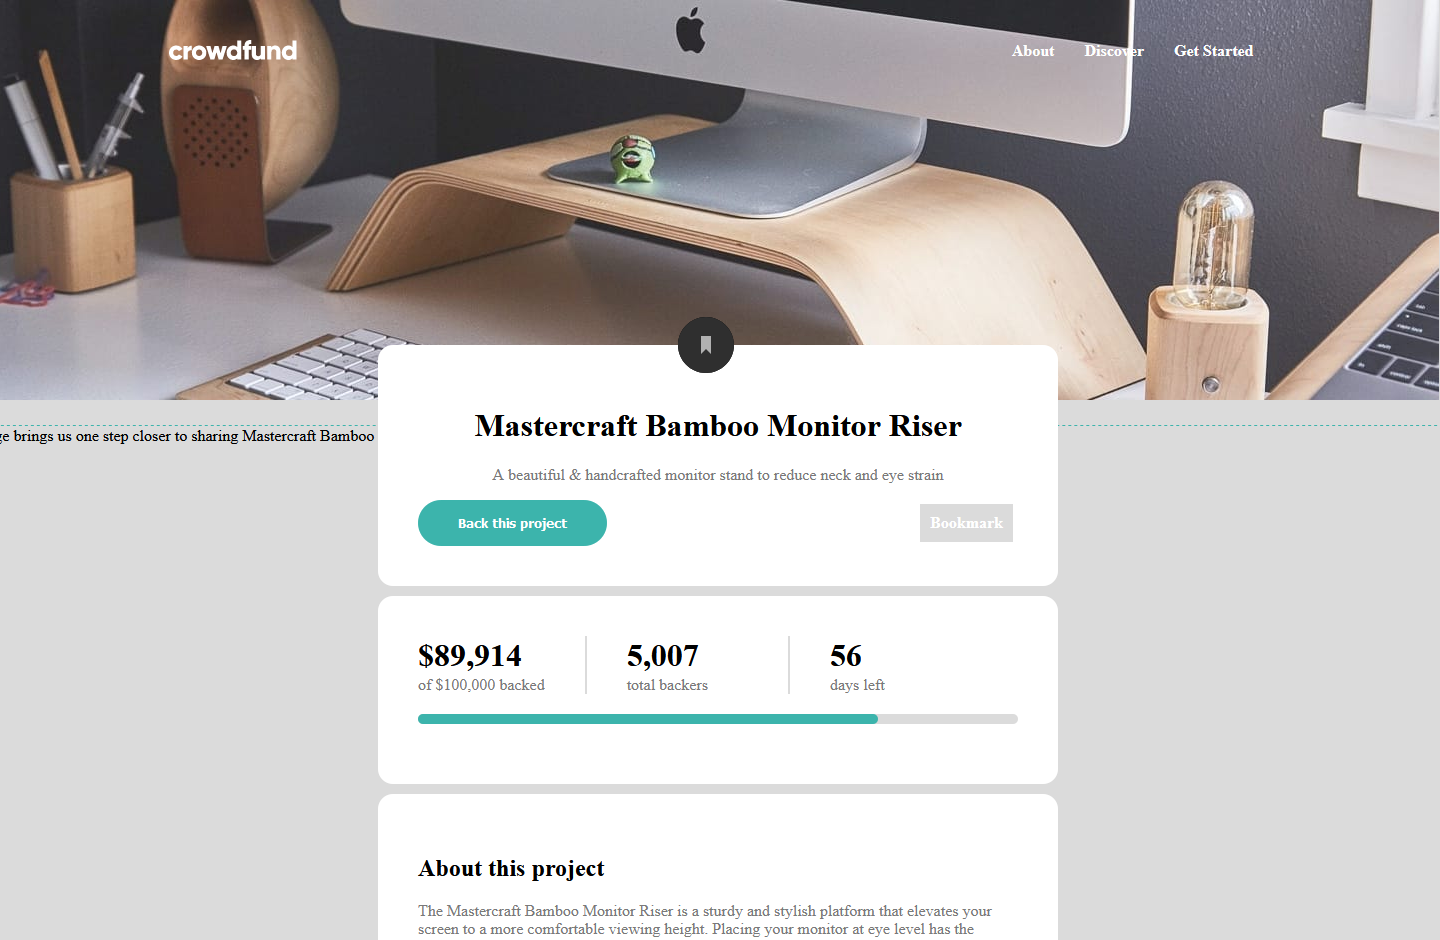 crowdfund
About Discover Get Started
ge brings us one step closer to sharing Mastercraft Bamboo
Mastercraft Bamboo Monitor Riser
A beautiful & handcrafted monitor stand to reduce neck and eye strain
Back this project
Bookmark
$89,914
of $100,000 backed
5,007
total backers
56
days left
About this project
The Mastercraft Bamboo Monitor Riser is a sturdy and stylish platform that elevates your
screen to a more comfortable viewing height. Placing your monitor at eye level has the